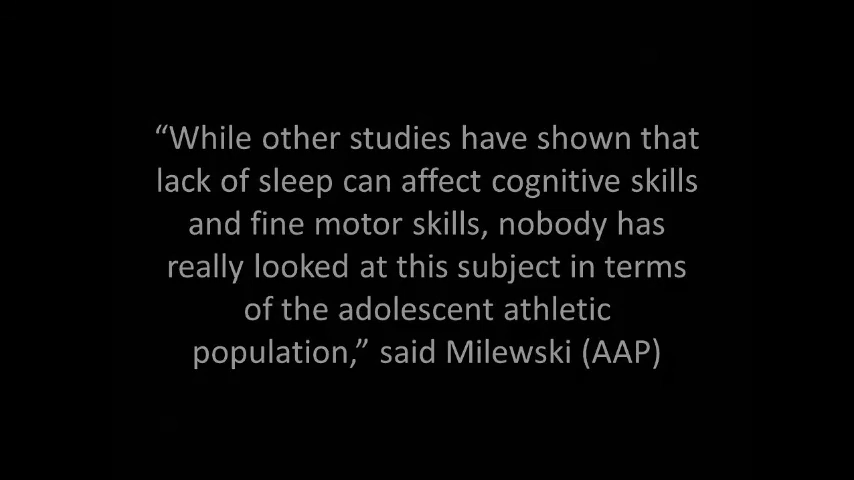 “While other studies have shown that
lack of sleep can affect cognitive skills
and fine motor skills, nobody has
really looked at this subject in terms
of the adolescent athletic
population,” said Milewski (AAP)